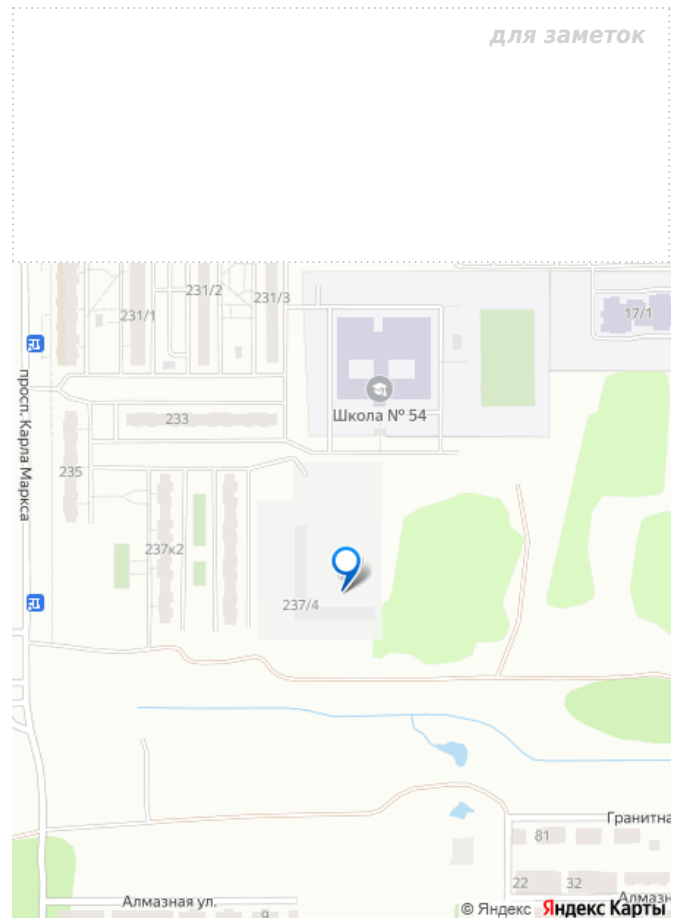 для заметок
231/2
231/3
231/1
17/1
просп. Карла Маркса
Школа № 54
233
235
237к2
237/4
Гранитна
81
22
32
Алмазн
Алмазная ул.
9
© Яндекс Яндекс Карты